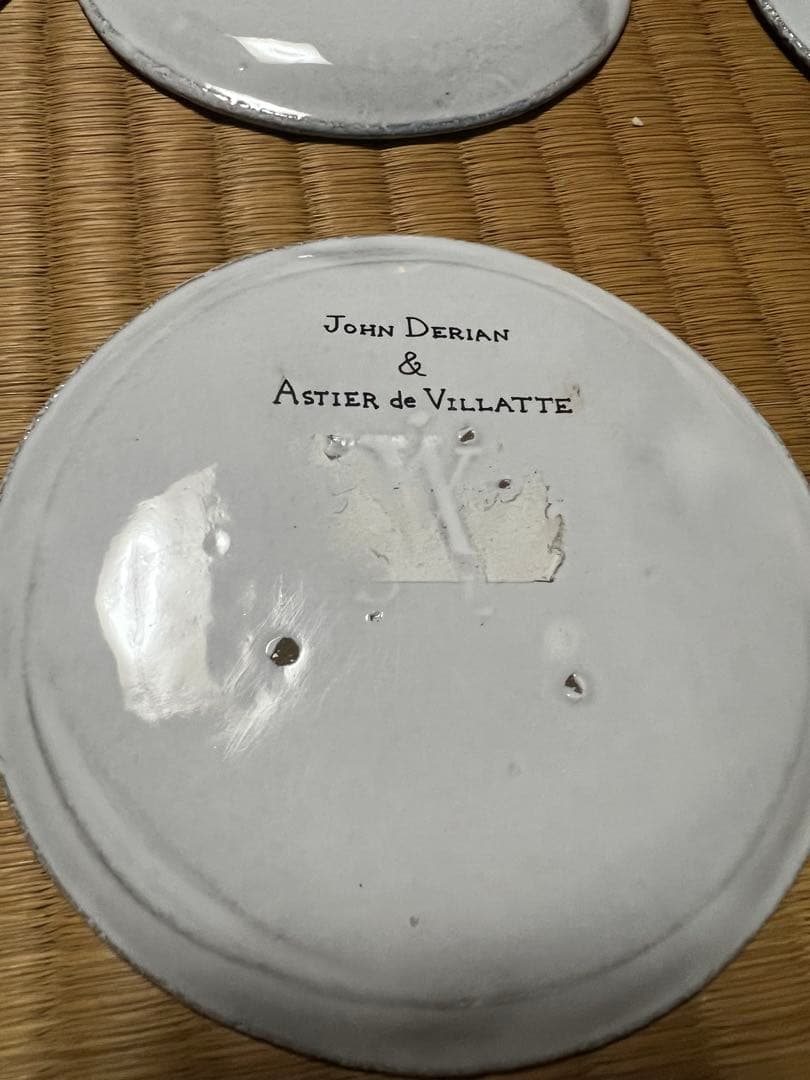 JOHN DERIAN
&
ASTIER de VILLATTE